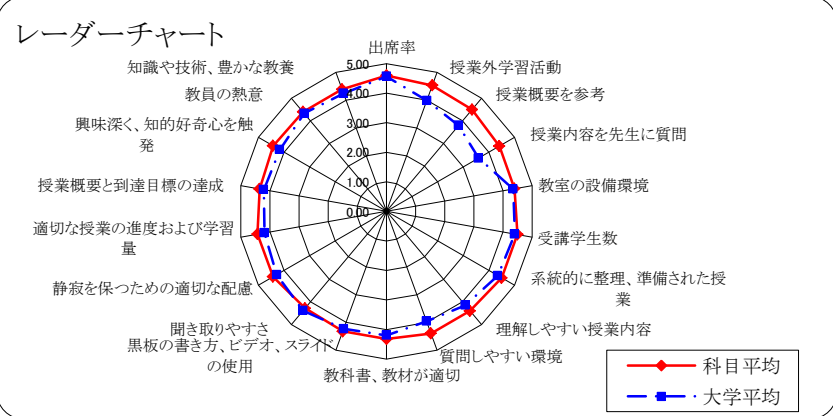 レーダーチャート
出席率
授業外学習活動
授業概要を参考
授業内容を先生に質問
教室の設備環境
受講学生数
系統的に整理、準備された授
業
理解しやすい授業内容
質問しやすい環境
教科書、教材が適切
黒板の書き方、ビデオ、スライド
の使用
聞き取りやすさ
静寂を保つための適切な配慮
適切な授業の進度および学習
量
授業概要と到達目標の達成
興味深く、知的好奇心を触
発
教員の熱意
知識や技術、豊かな教養
5.00
4.00
3.00
2.00
1.00
0.00
科目平均
大学平均